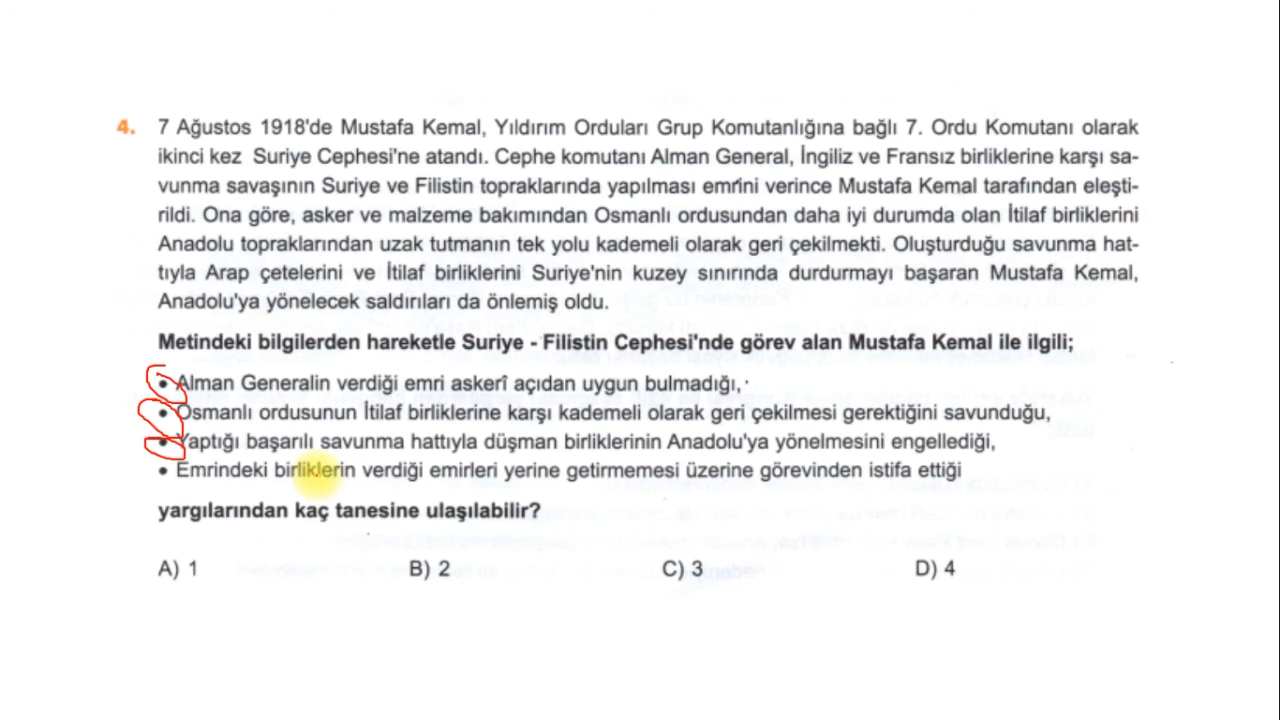 4. 7 Ağustos 1918'de Mustafa Kemal, Yıldırım Orduları Grup Komutanlığına bağlı 7. Ordu Komutanı olarak
ikinci kez Suriye Cephesi'ne atandı. Cephe komutanı Alman General, İngiliz ve Fransız birliklerine karşı sa-
vunma savaşının Suriye ve Filistin topraklarında yapılması emrini verince Mustafa Kemal tarafından eleşti-
rildi. Ona göre, asker ve malzeme bakımından Osmanlı ordusundan daha iyi durumda olan İtilaf birliklerini
Anadolu topraklarından uzak tutmanın tek yolu kademeli olarak geri çekilmekti. Oluşturduğu savunma hat-
tıyla Arap çetelerini ve İtilaf birliklerini Suriye'nin kuzey sınırında durdurmayı başaran Mustafa Kemal,
Anadolu'ya yönelecek saldırıları da önlemiş oldu.
Metindeki bilgilerden hareketle Suriye - Filistin Cephesi'nde görev alan Mustafa Kemal ile ilgili;
• Alman Generalin verdiği emri askerî açıdan uygun bulmadığı,
• Osmanlı ordusunun İtilaf birliklerine karşı kademeli olarak geri çekilmesi gerektiğini savunduğu,
• Yaptığı başarılı savunma hattıyla düşman birliklerinin Anadolu'ya yönelmesini engellediği,
• Emrindeki birliklerin verdiği emirleri yerine getirmemesi üzerine görevinden istifa ettiği
yargılarından kaç tanesine ulaşılabilir?
A) 1 B) 2 C) 3 D) 4